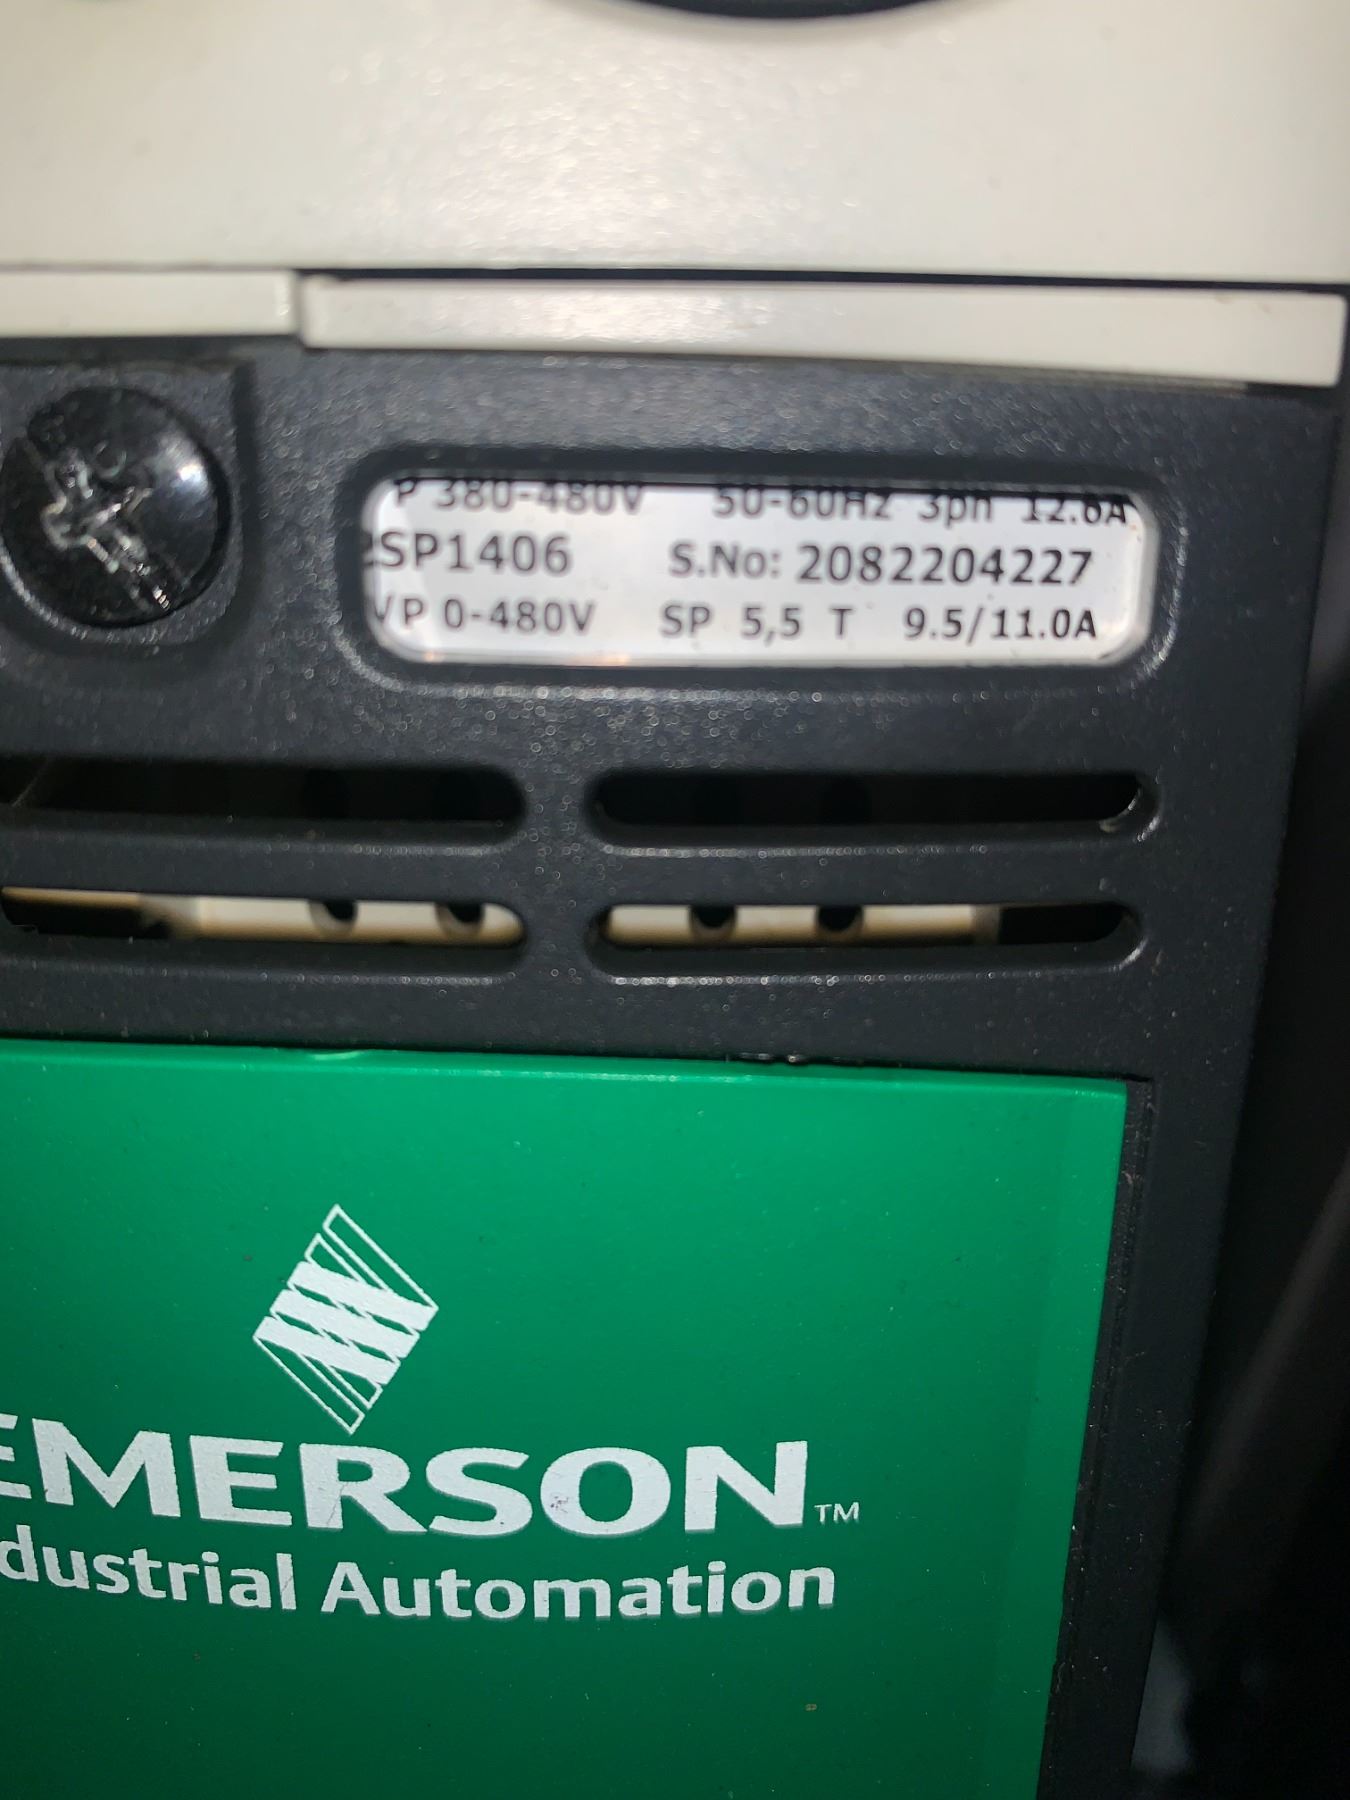 P 380-480V 50-60Hz 3ph 12.6A
SP1406 S.No: 2082204227
VP 0-480V SP 5,5 T 9.5/11.0A
EMERSON™
dustrial Automation